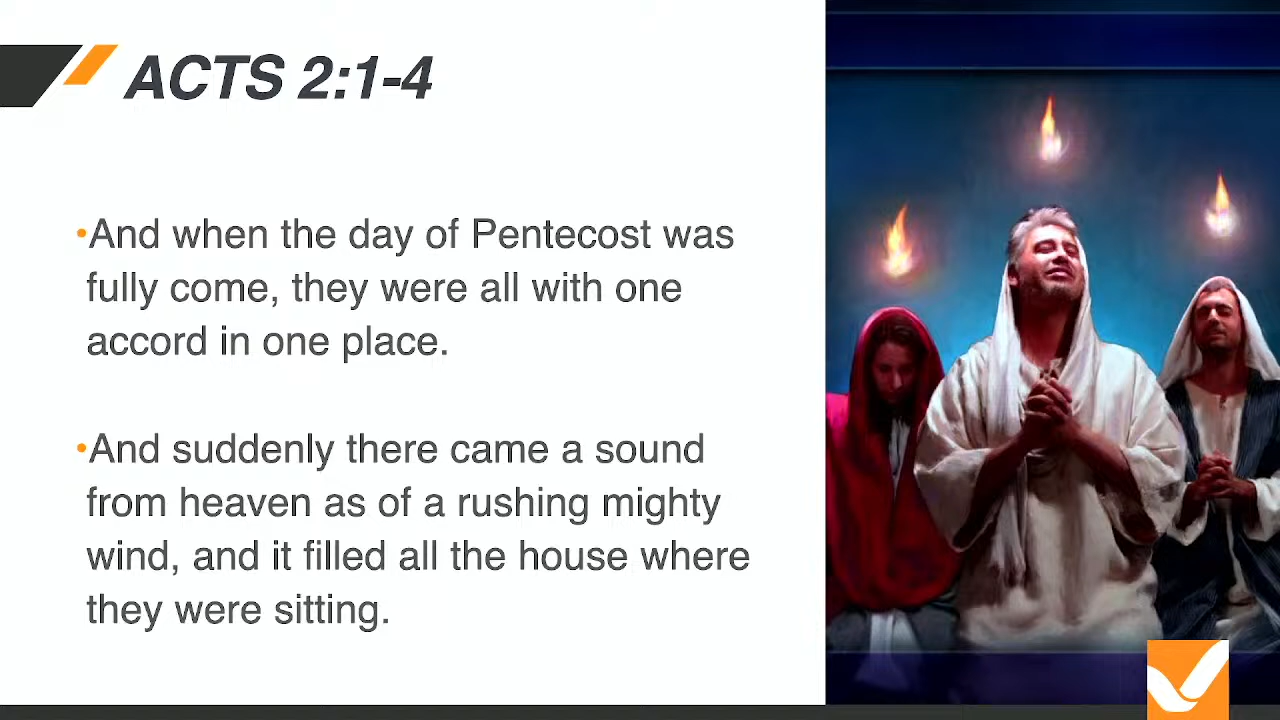 ACTS 2:1-4
•And when the day of Pentecost was
fully come, they were all with one
accord in one place.
•And suddenly there came a sound
from heaven as of a rushing mighty
wind, and it filled all the house where
they were sitting.